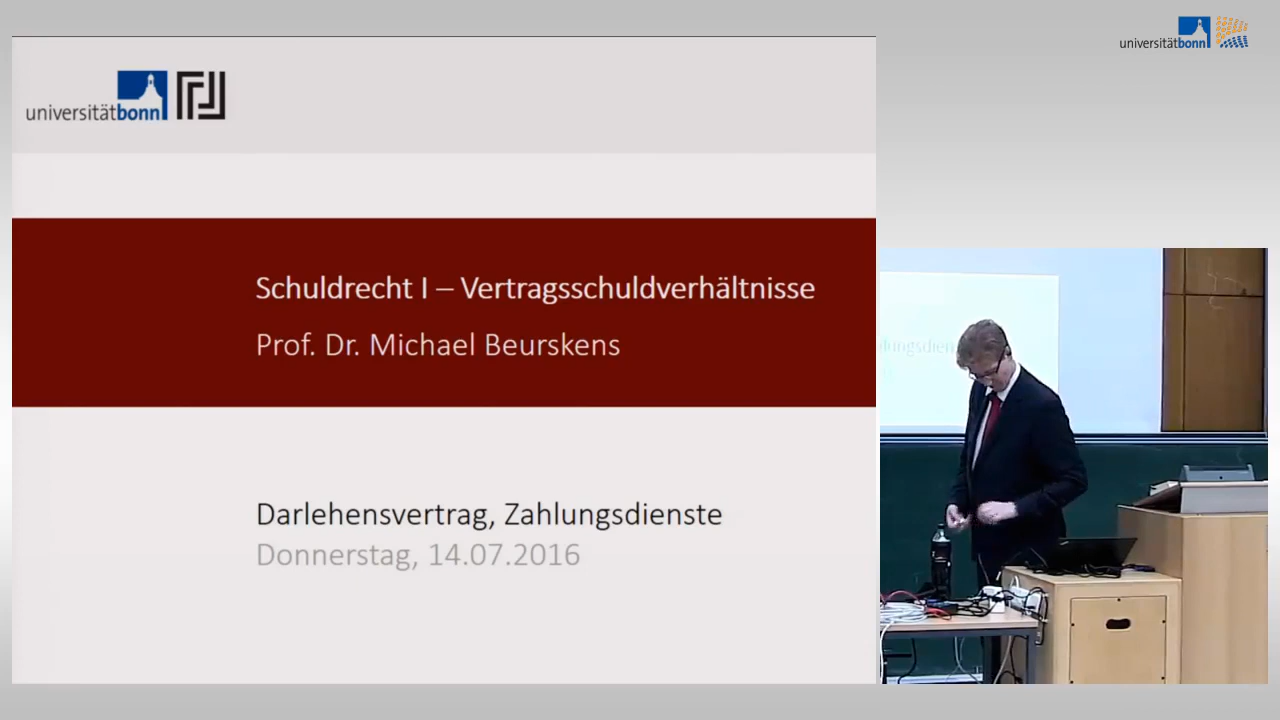 universitätbonn
universitätbonn
Schuldrecht I – Vertragsschuldverhältnisse
Prof. Dr. Michael Beurskens
Darlehensvertrag, Zahlungsdienste
Donnerstag, 14.07.2016